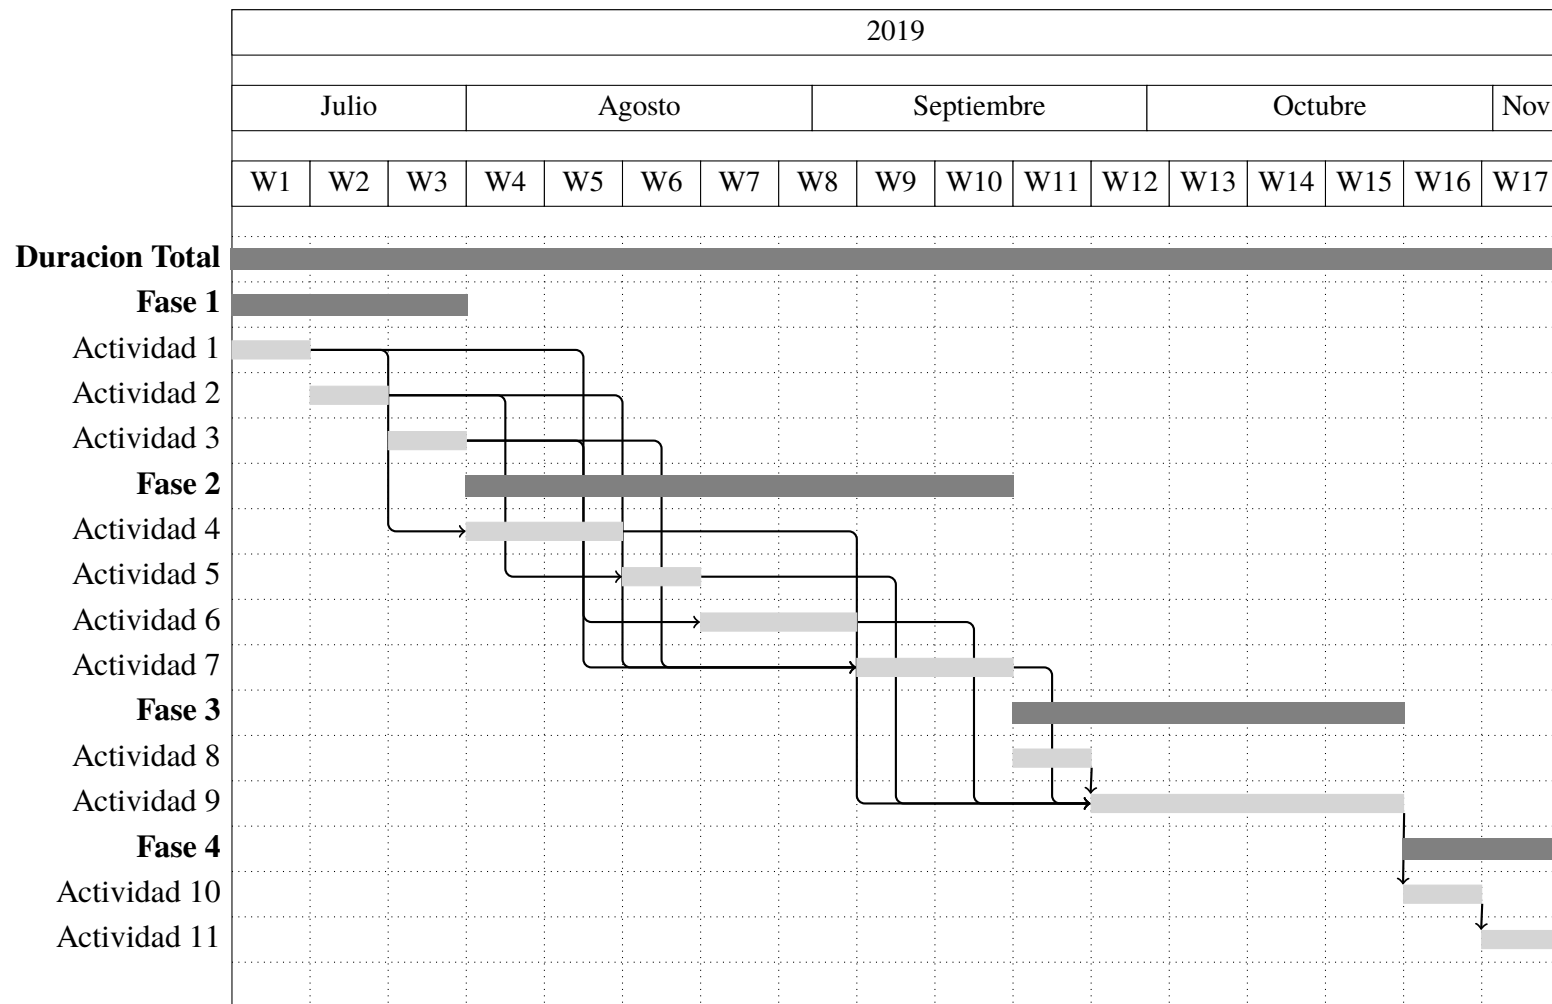 2019
Julio Agosto Septiembre Octubre Nov
W1 W2 W3 W4 W5 W6 W7 W8 W9 W10 W11 W12 W13 W14 W15 W16 W17
Duracion Total
Fase 1
Actividad 1
Actividad 2
Actividad 3
Fase 2
Actividad 4
Actividad 5
Actividad 6
Actividad 7
Fase 3
Actividad 8
Actividad 9
Fase 4
Actividad 10
Actividad 11